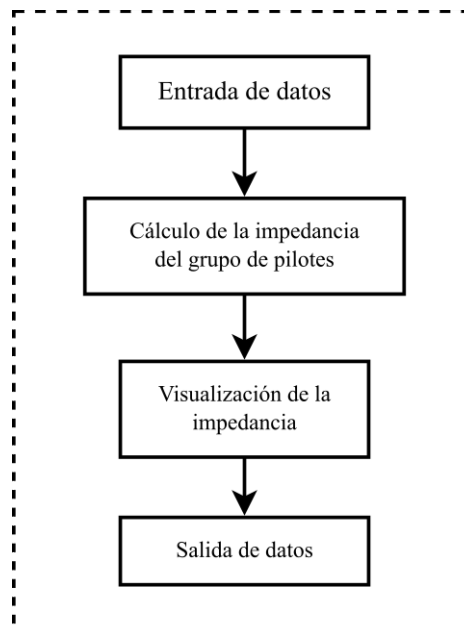 Entrada de datos
Cálculo de la impedancia
del grupo de pilotes
Visualización de la
impedancia
Salida de datos